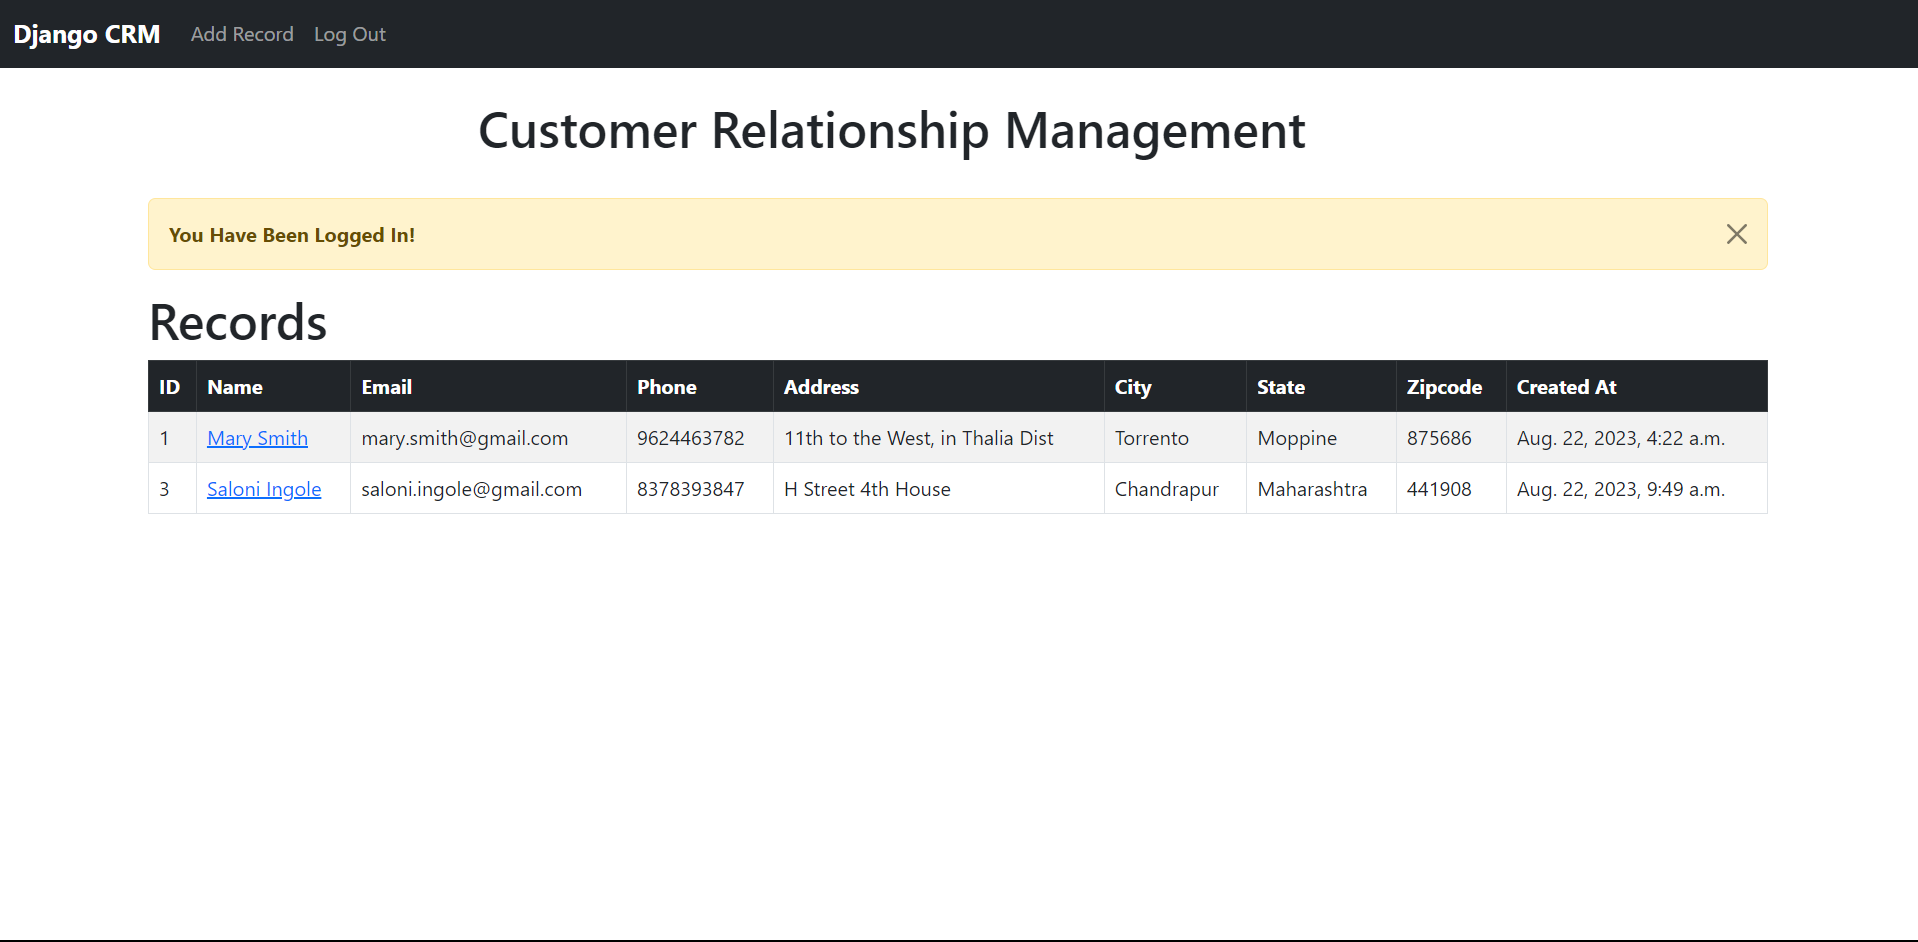 Django CRM Add Record Log Out
Customer Relationship Management
You Have Been Logged In!
Records
ID Name Email Phone Address City State Zipcode Created At
1 Mary Smith mary.smith@gmail.com 9624463782 11th to the West, in Thalia Dist Torrento Moppine 875686 Aug. 22, 2023, 4:22 a.m.
3 Saloni Ingole saloni.ingole@gmail.com 8378393847 H Street 4th House Chandrapur Maharashtra 441908 Aug. 22, 2023, 9:49 a.m.